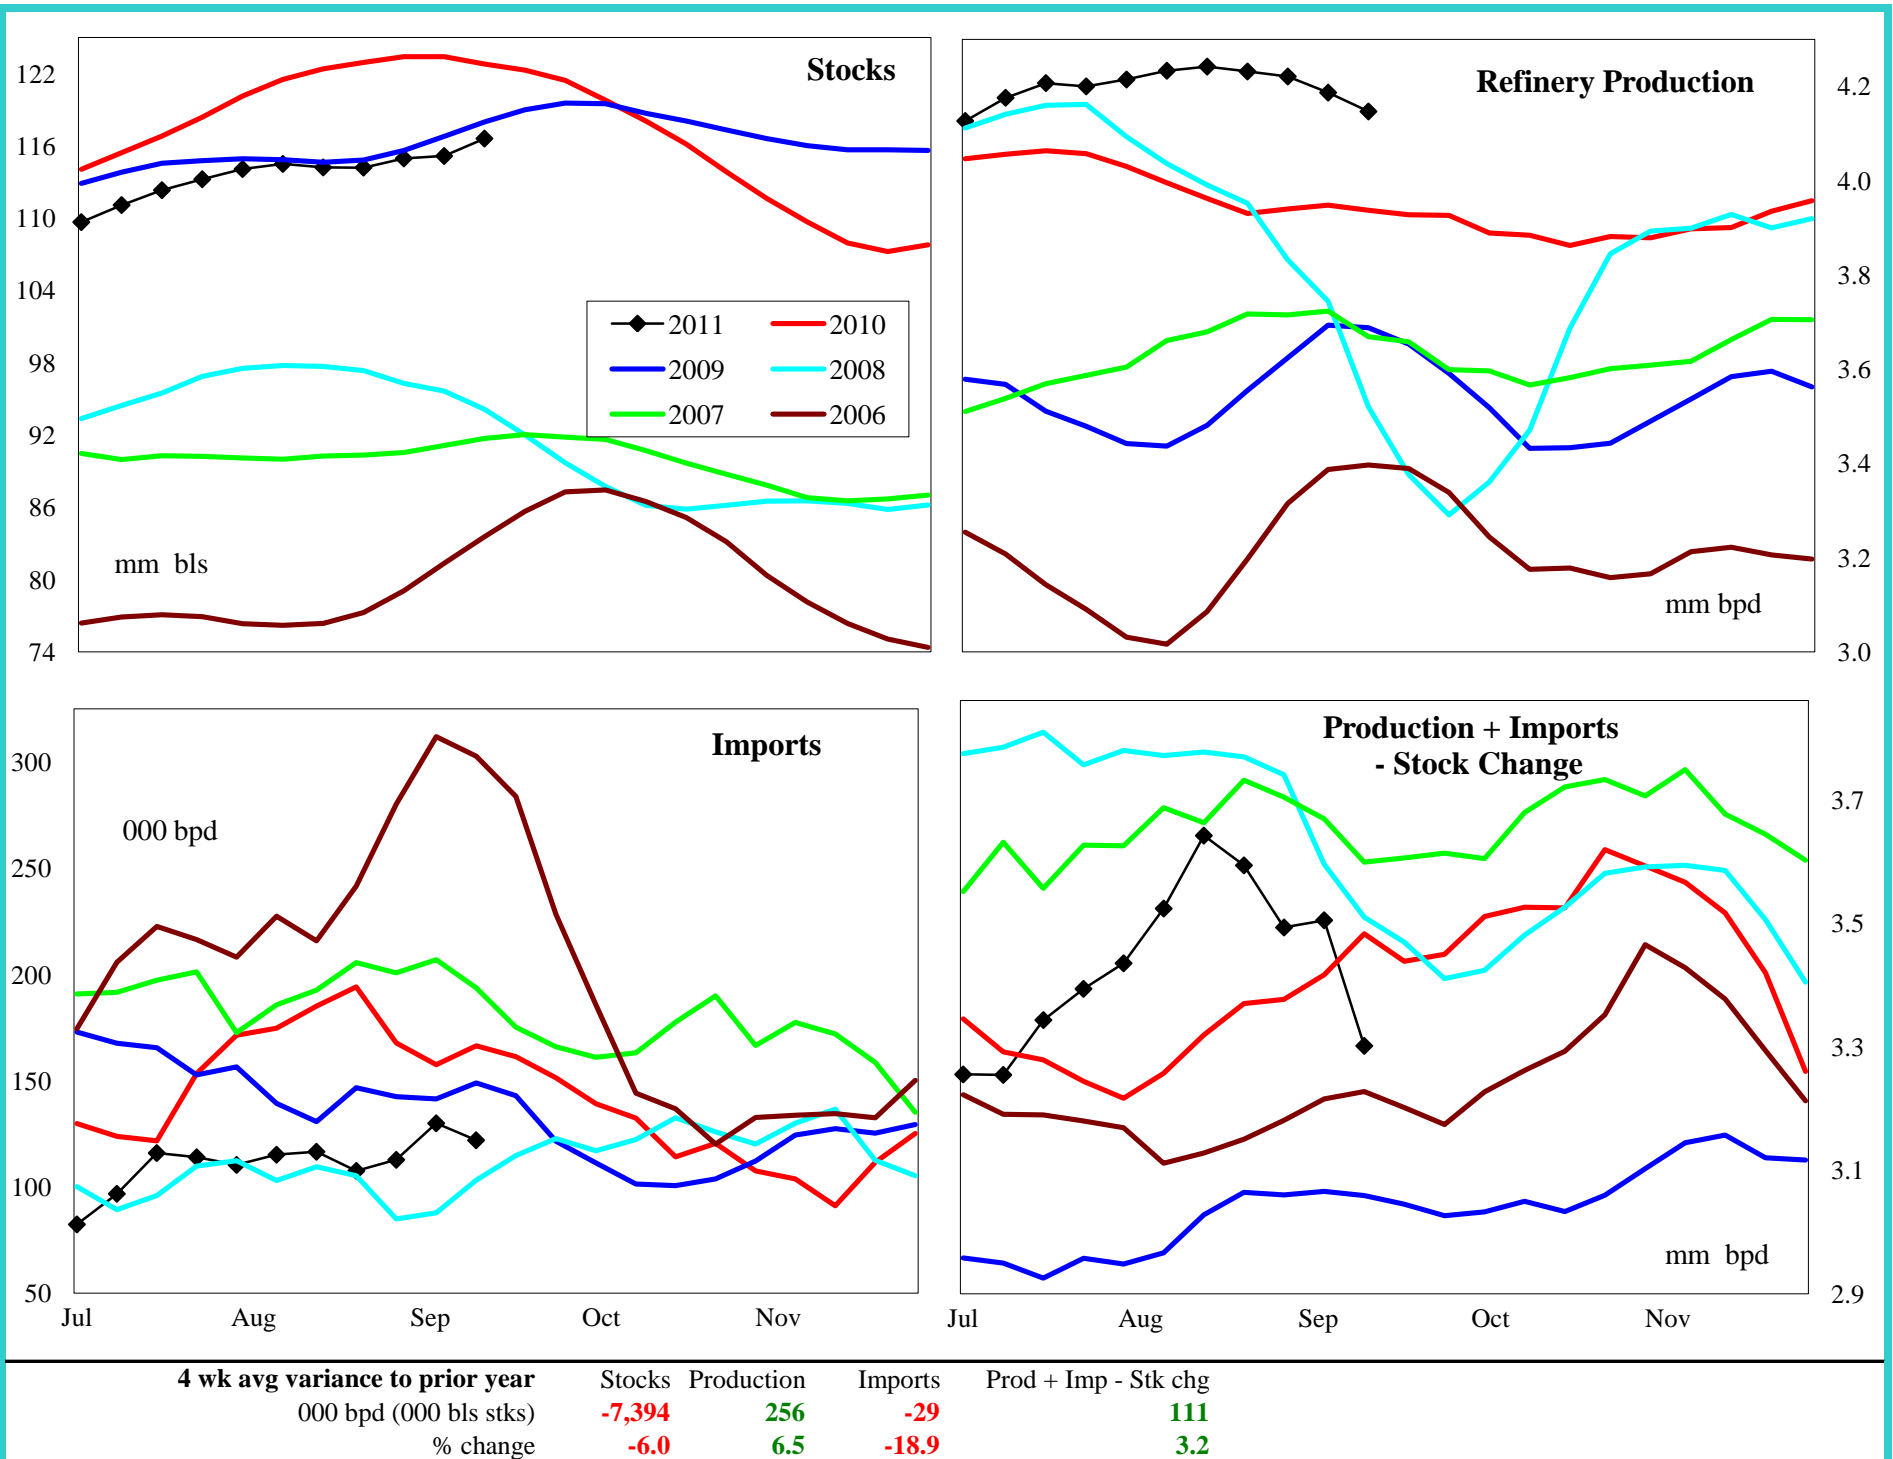 Stocks
122
116
110
104
98
92
86
80
74
2011 2010
2009 2008
2007 2006
mm bls
Refinery Production
4.2
4.0
3.8
3.6
3.4
3.2
3.0
mm bpd
Imports
300
250
200
150
100
50
000 bpd
Jul Aug Sep Oct Nov
Production + Imports
- Stock Change
3.7
3.5
3.3
3.1
2.9
mm bpd
Jul Aug Sep Oct Nov
4 wk avg variance to prior year Stocks Production Imports Prod + Imp - Stk chg
000 bpd (000 bls stks) -7,394 256 -29 111
% change -6.0 6.5 -18.9 3.2